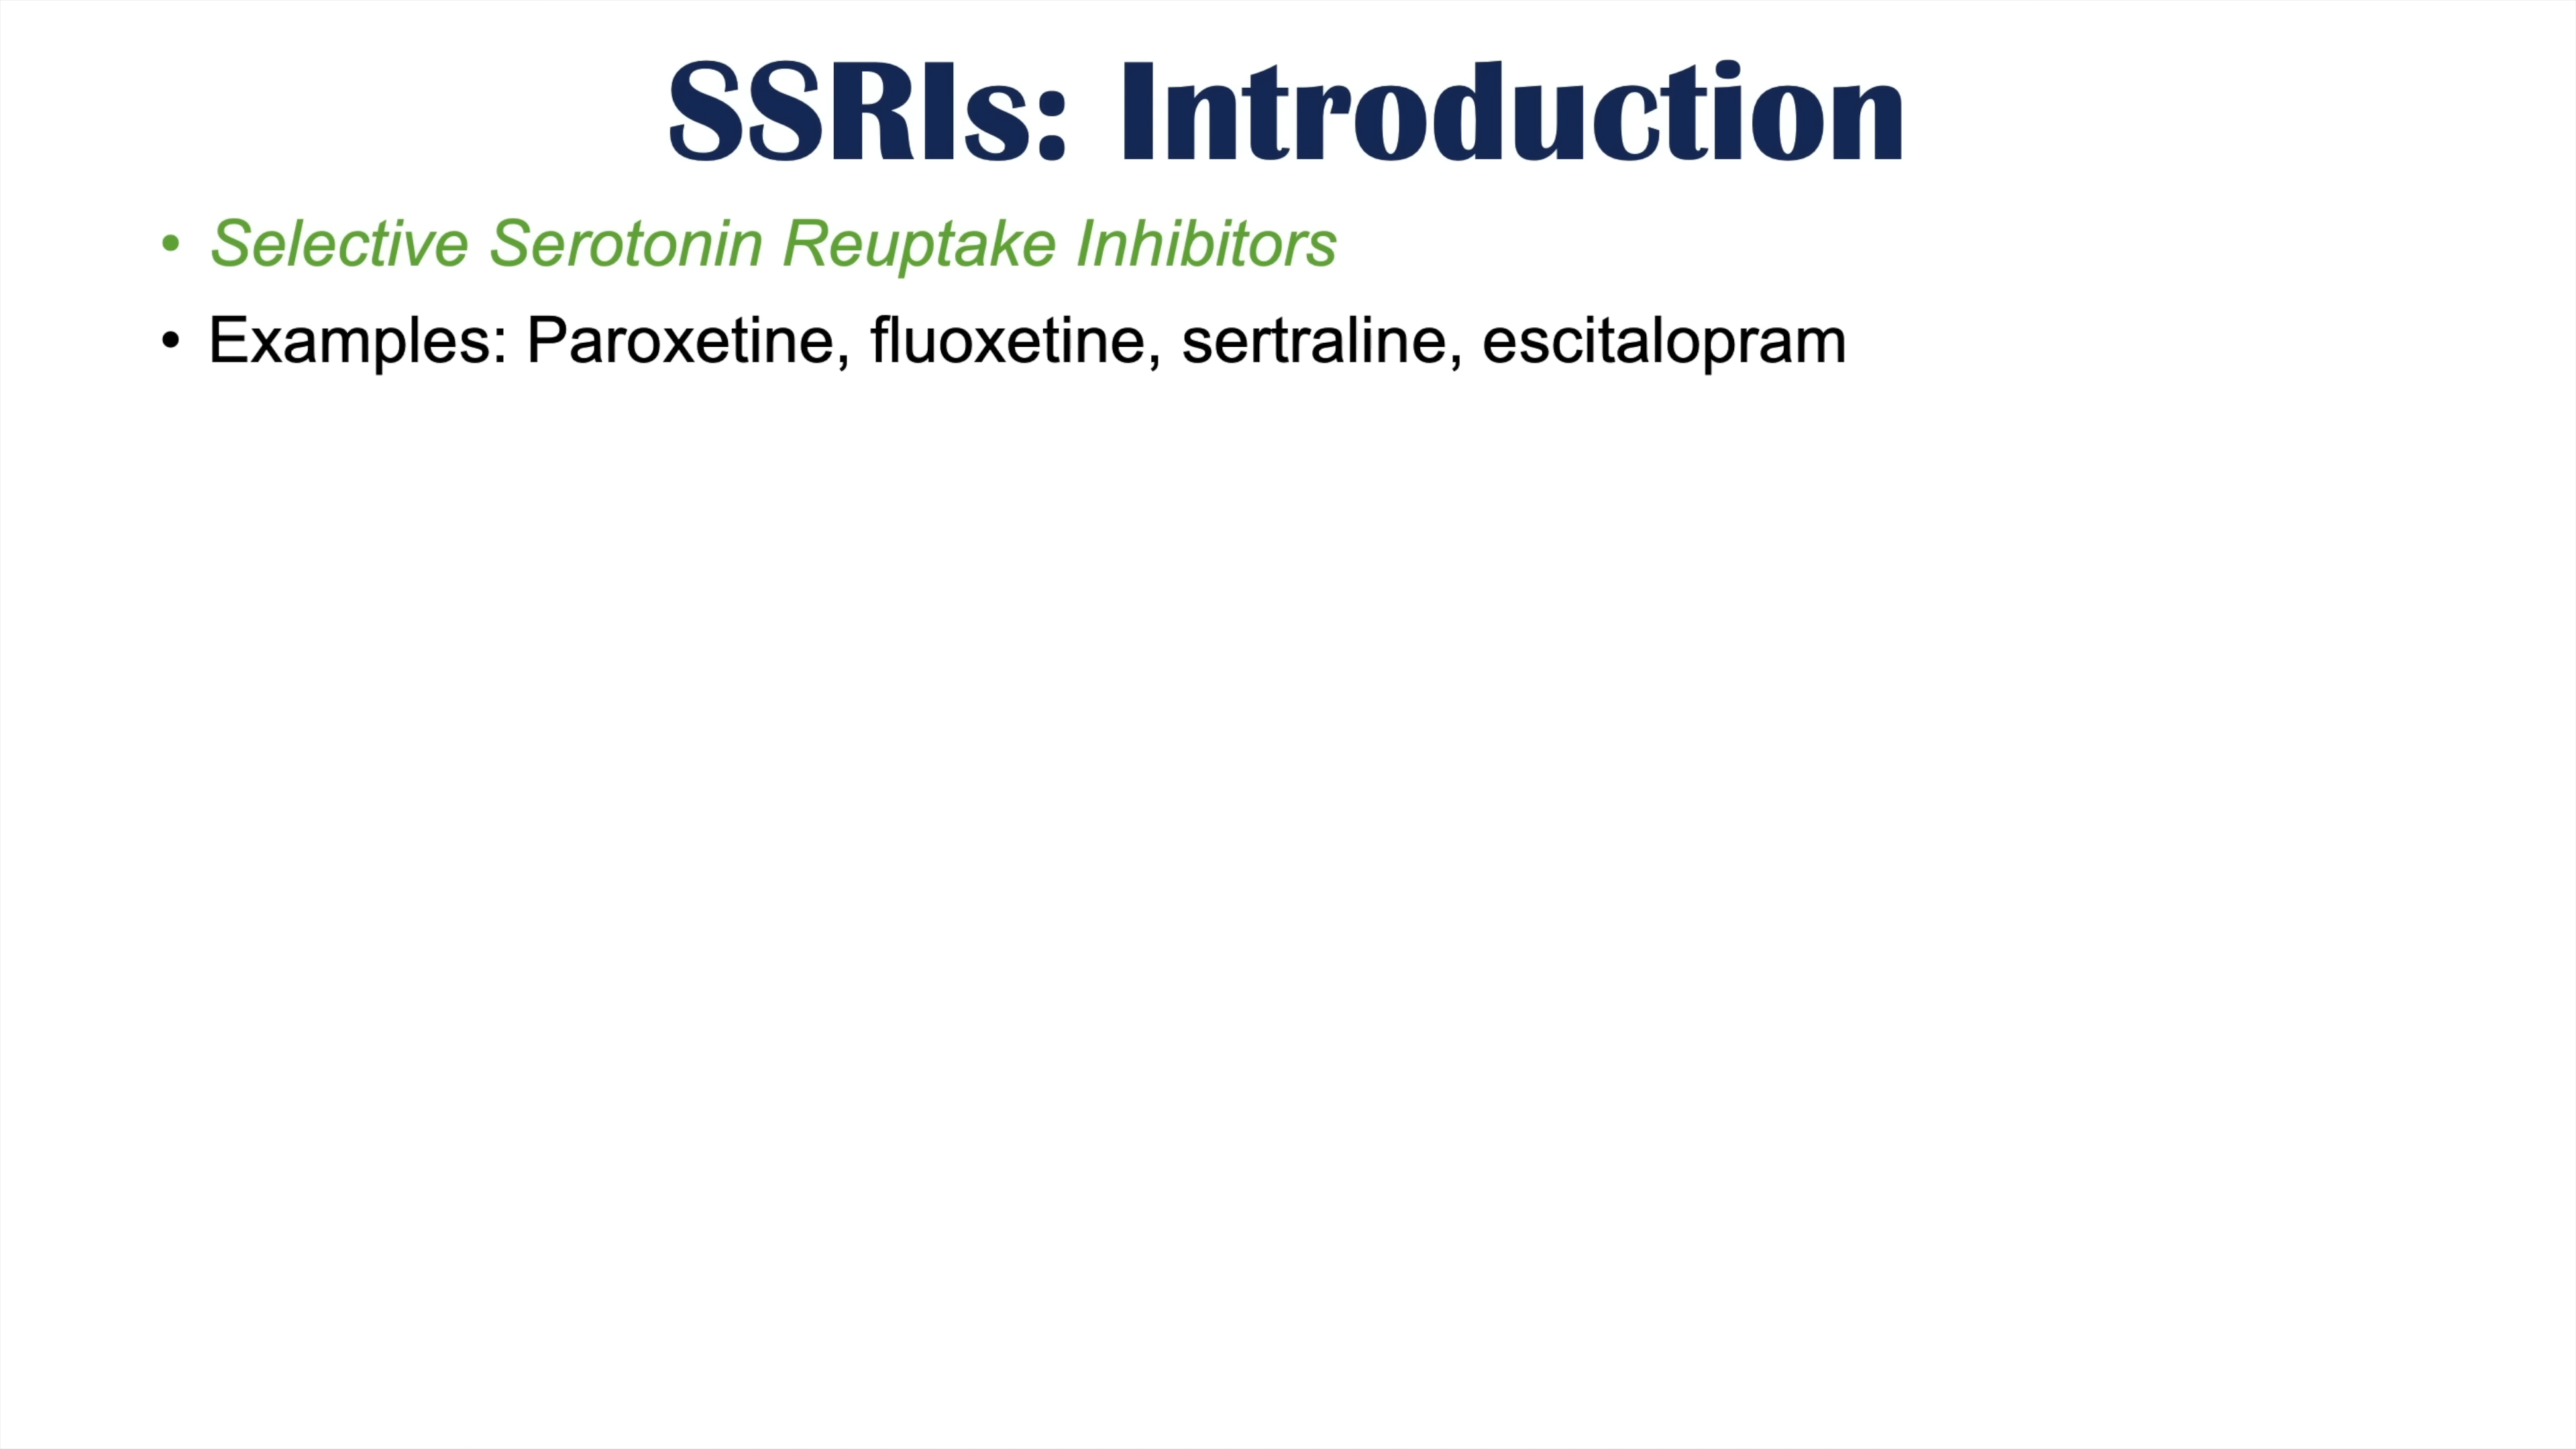 SSRIs: Introduction
• Selective Serotonin Reuptake Inhibitors
• Examples: Paroxetine, fluoxetine, sertraline, escitalopram